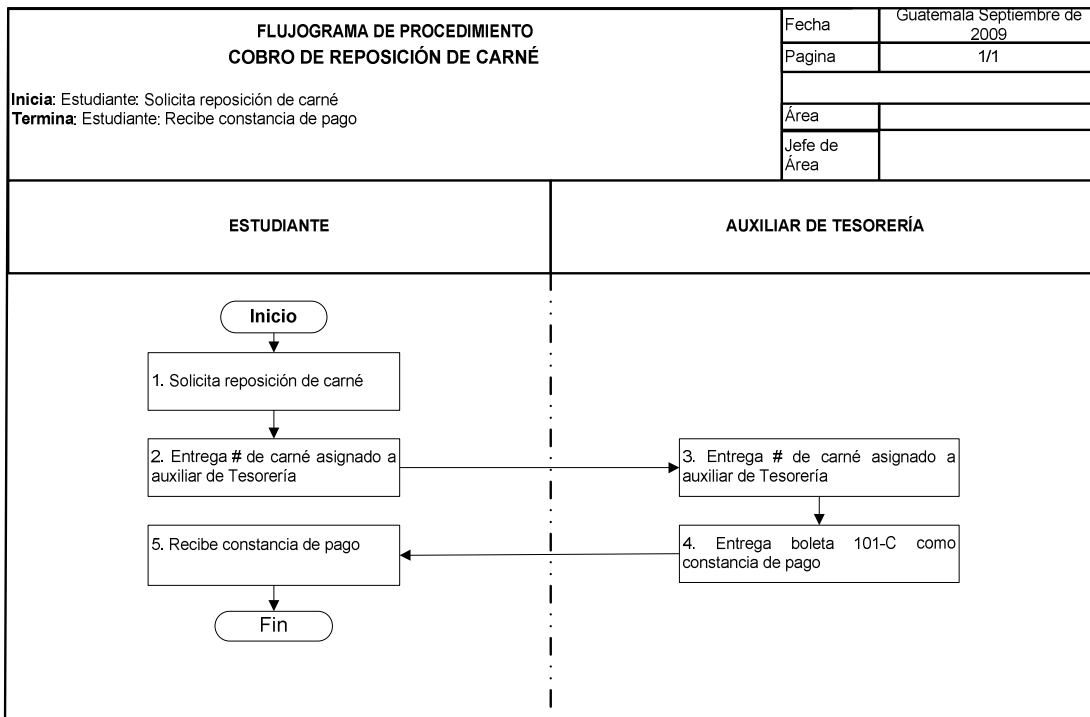 FLUJOGRAMA DE PROCEDIMIENTO
COBRO DE REPOSICIÓN DE CARNÉ
Inicia: Estudiante: Solicita reposición de carné
Termina: Estudiante: Recibe constancia de pago
Fecha
Guatemala Septiembre de
2009
Pagina
1/1
Área
Jefe de
Área
ESTUDIANTE
AUXILIAR DE TESORERÍA
Inicio
1. Solicita reposición de carné
2. Entrega # de carné asignado a
auxiliar de Tesorería
3. Entrega # de carné asignado a
auxiliar de Tesorería
4. Entrega boleta 101-C como
constancia de pago
5. Recibe constancia de pago
Fin